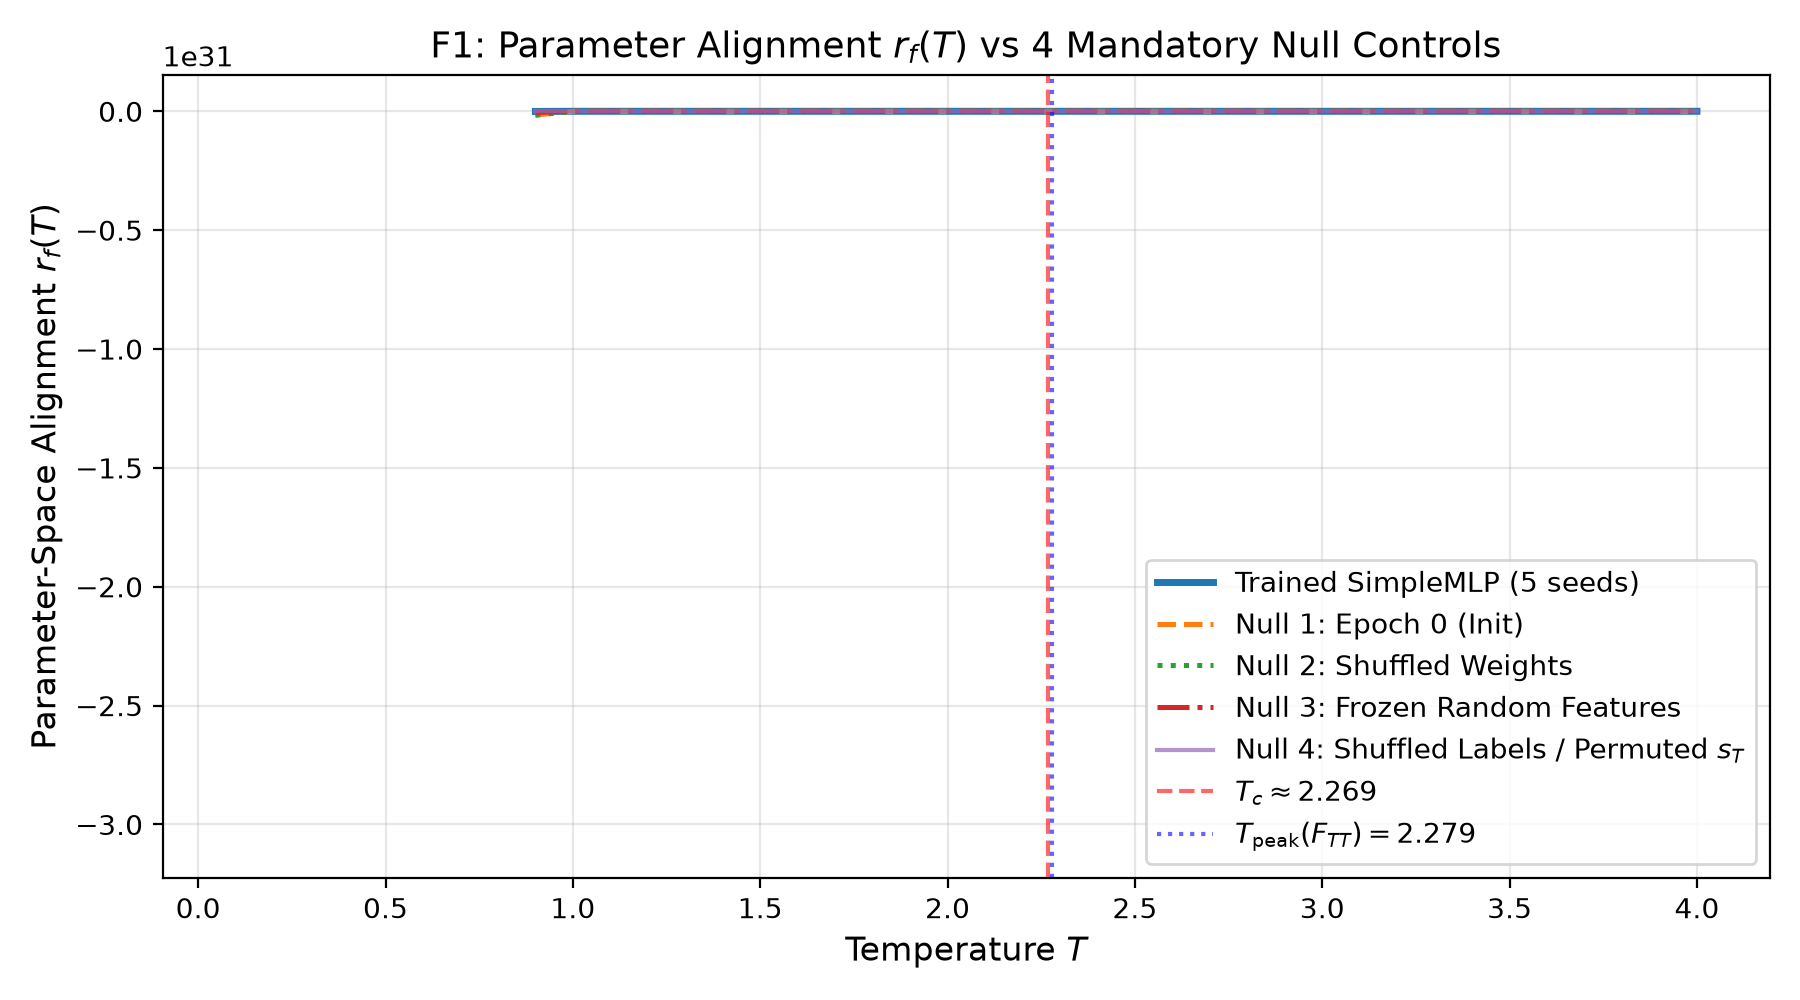 F1: Parameter Alignment r_f(T) vs 4 Mandatory Null Controls
1e31
0.0
−0.5
−1.0
−1.5
−2.0
−2.5
−3.0
Parameter-Space Alignment r_f(T)
Trained SimpleMLP (5 seeds)
Null 1: Epoch 0 (Init)
Null 2: Shuffled Weights
Null 3: Frozen Random Features
Null 4: Shuffled Labels / Permuted s_T
T_c ≈ 2.269
T_peak(F_TT) = 2.279
0.0 0.5 1.0 1.5 2.0 2.5 3.0 3.5 4.0
Temperature T